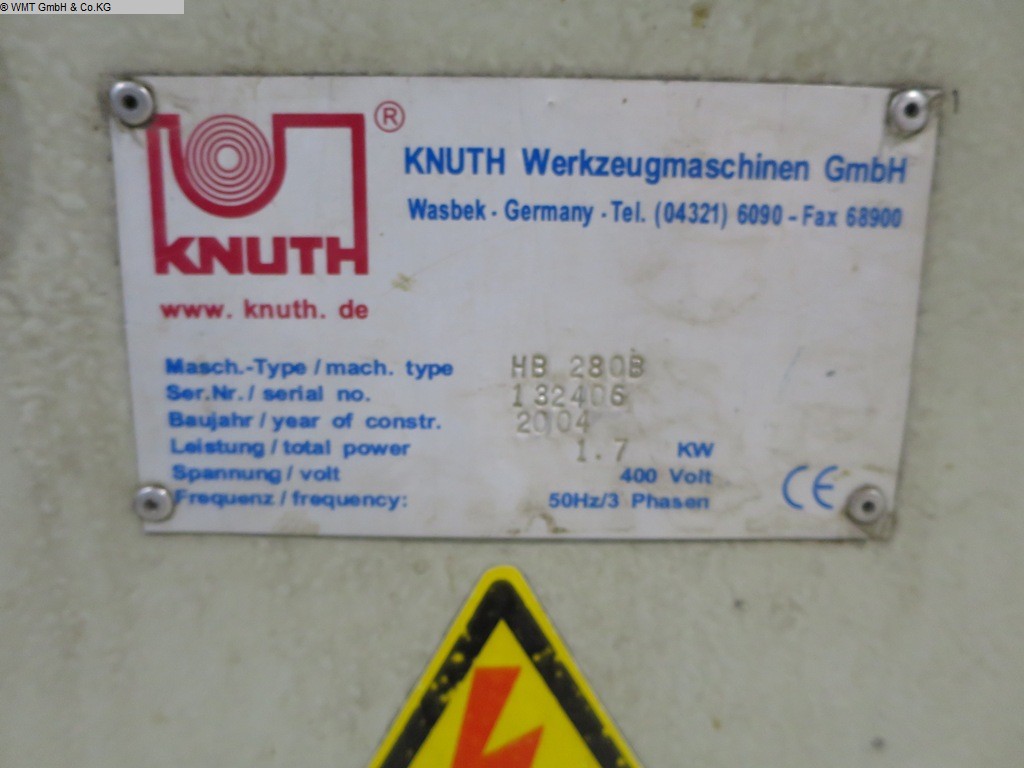 © WMT GmbH & Co.KG
®
KNUTH Werkzeugmaschinen GmbH
Wasbek - Germany - Tel. (04321) 6090 - Fax 68900
KNUTH
www. knuth. de
Masch.-Type / mach. type HB 280B
Ser.Nr. / serial no. 132406
Baujahr / year of constr. 2004
Leistung / total power 1.7 KW
Spannung / volt 400 Volt
Frequenz / frequency: 50Hz/3 Phasen
CE